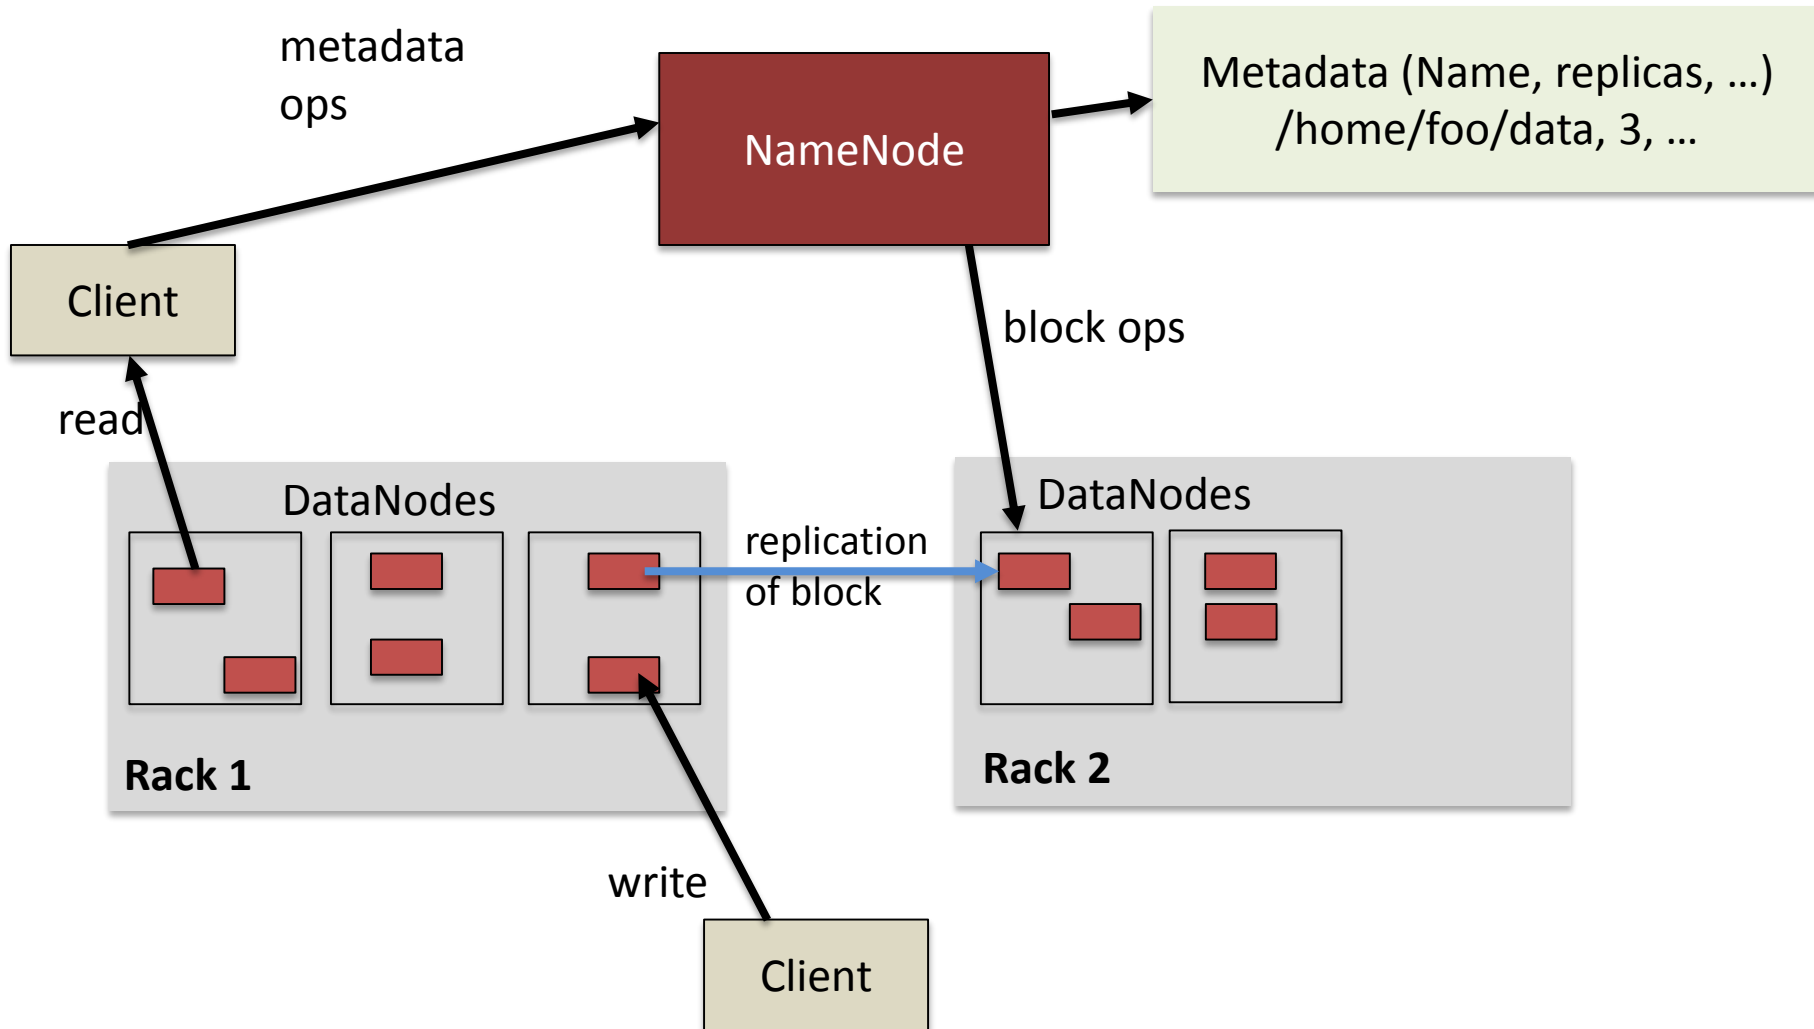 metadata
ops
NameNode
Metadata (Name, replicas, …)
/home/foo/data, 3, …
Client
block ops
read
DataNodes
DataNodes
replication
of block
Rack 1
Rack 2
write
Client